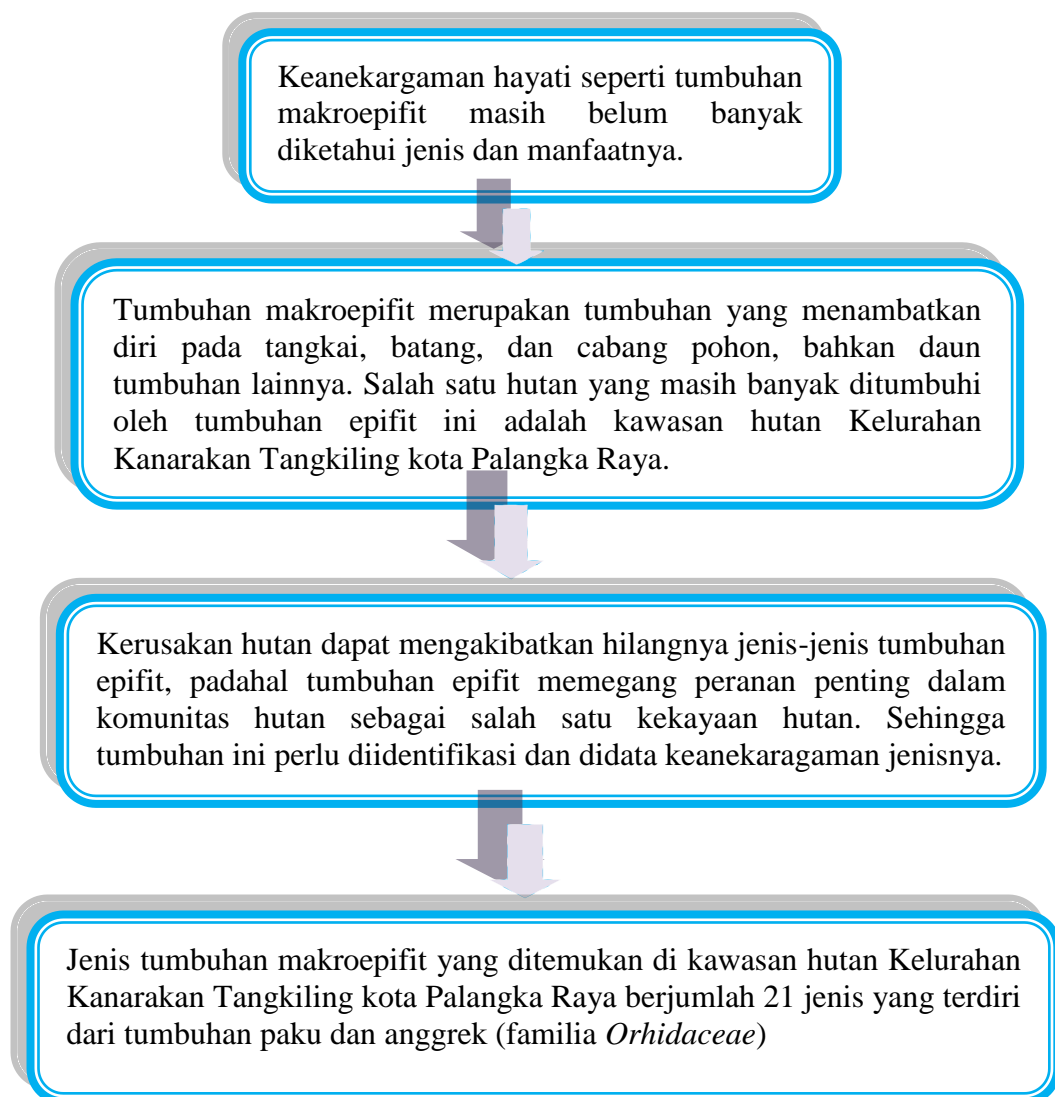 Keanekargaman hayati seperti tumbuhan
makroepifit masih belum banyak
diketahui jenis dan manfaatnya.
Tumbuhan makroepifit merupakan tumbuhan yang menambatkan
diri pada tangkai, batang, dan cabang pohon, bahkan daun
tumbuhan lainnya. Salah satu hutan yang masih banyak ditumbuhi
oleh tumbuhan epifit ini adalah kawasan hutan Kelurahan
Kanarakan Tangkiling kota Palangka Raya.
Kerusakan hutan dapat mengakibatkan hilangnya jenis-jenis tumbuhan
epifit, padahal tumbuhan epifit memegang peranan penting dalam
komunitas hutan sebagai salah satu kekayaan hutan. Sehingga
tumbuhan ini perlu diidentifikasi dan didata keanekaragaman jenisnya.
Jenis tumbuhan makroepifit yang ditemukan di kawasan hutan Kelurahan
Kanarakan Tangkiling kota Palangka Raya berjumlah 21 jenis yang terdiri
dari tumbuhan paku dan anggrek (familia Orhidaceae)